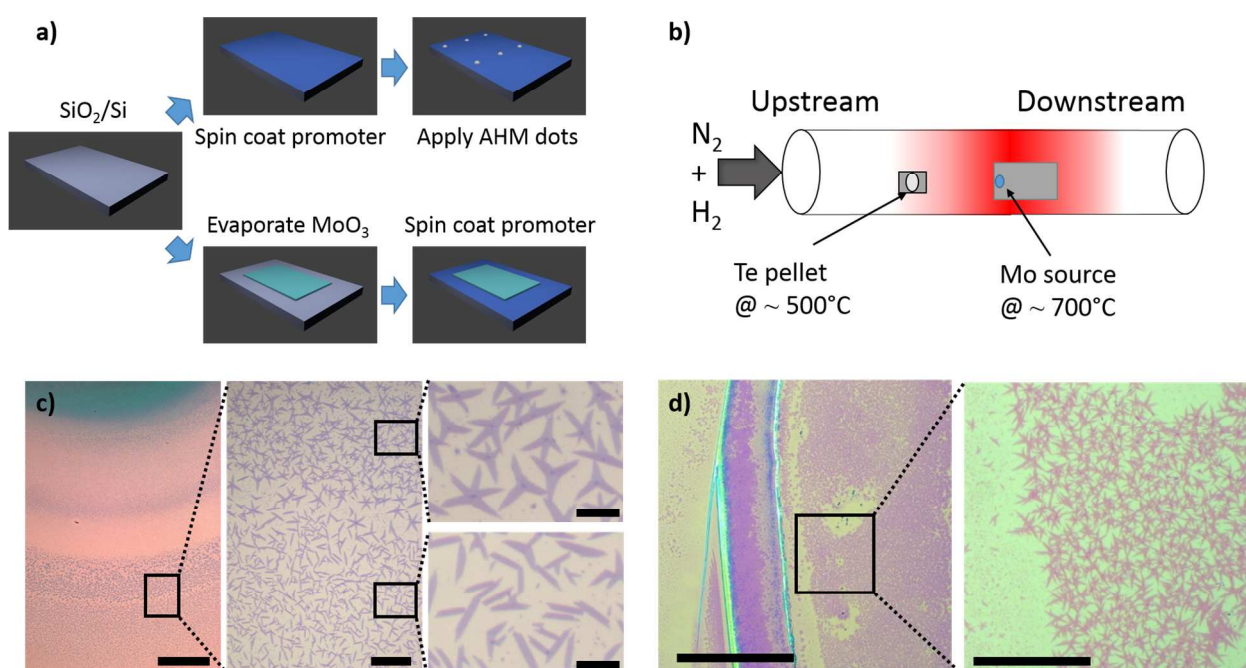 a)
SiO₂/Si
Spin coat promoter
Apply AHM dots
Evaporate MoO₃
Spin coat promoter
b)
Upstream
Downstream
N₂
+
H₂
Te pellet
@ ~ 500°C
Mo source
@ ~ 700°C
c)
d)